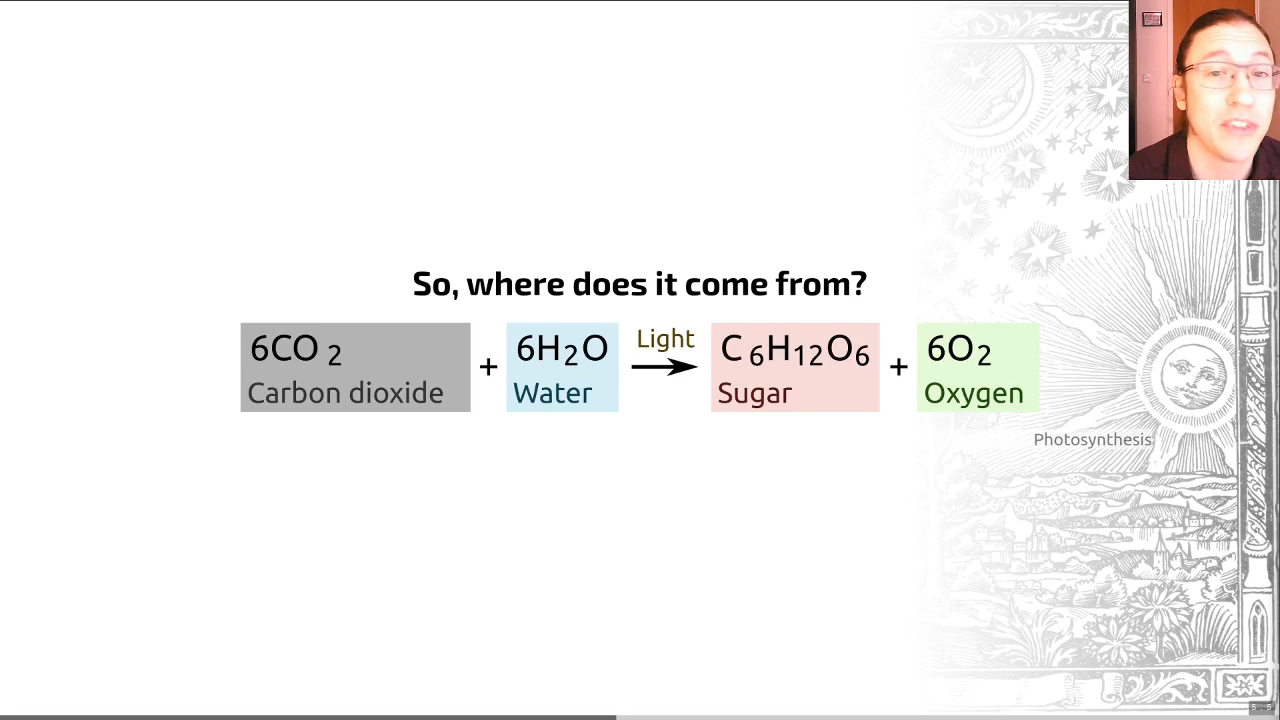 So, where does it come from?
6CO2 + 6H2O Light C6H12O6 + 6O2
Carbon dioxide Water Sugar Oxygen
Photosynthesis